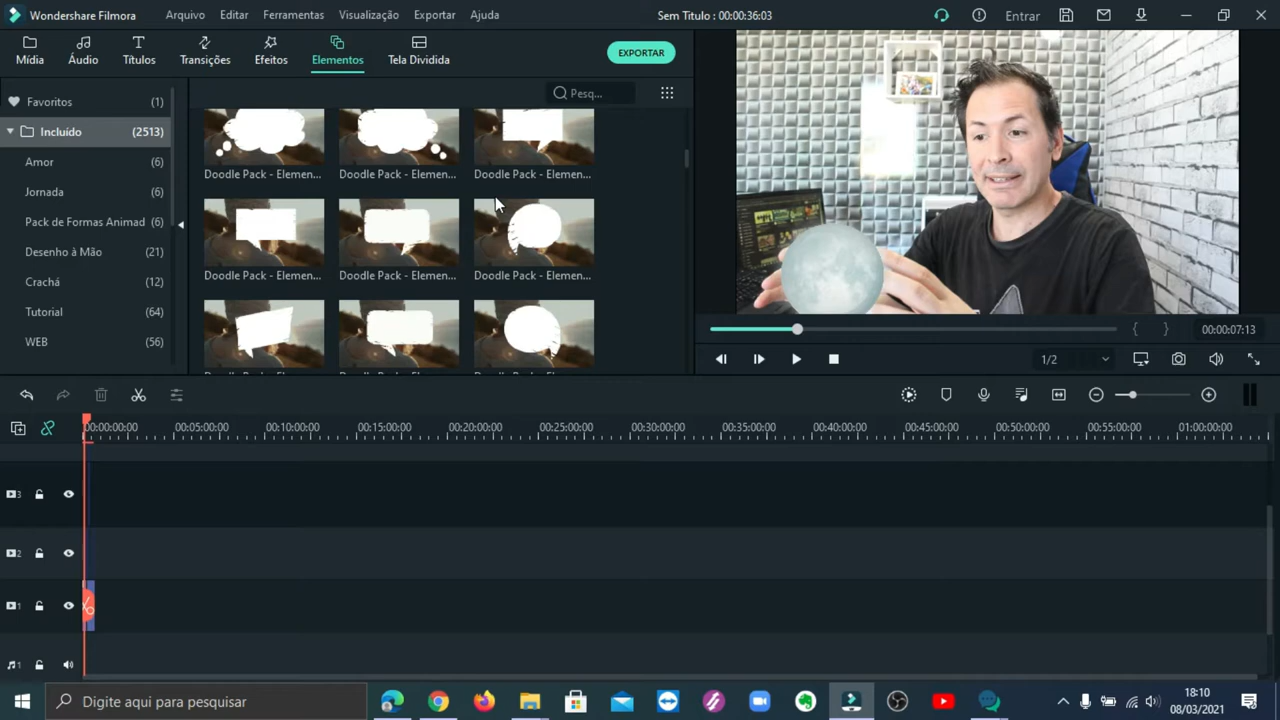 Wondershare Filmora
Arquivo
Editar
Ferramentas
Visualização
Exportar
Ajuda
Sem Titulo : 00:00:36:03
Entrar
Mídia
Áudio
Títulos
Transições
Efeitos
Elementos
Tela Dividida
EXPORTAR
Favoritos (1)
Incluído (2513)
Amor (6)
Jornada (6)
Pack de Formas Animad (6)
Desenho à Mão (21)
Crachá (12)
Tutorial (64)
WEB (56)
Pesq...
Doodle Pack - Elemen...
Doodle Pack - Elemen...
Doodle Pack - Elemen...
Doodle Pack - Elemen...
Doodle Pack - Elemen...
Doodle Pack - Elemen...
00:00:07:13
1/2
00:00:00:00
00:05:00:00
00:10:00:00
00:15:00:00
00:20:00:00
00:25:00:00
00:30:00:00
00:35:00:00
00:40:00:00
00:45:00:00
00:50:00:00
00:55:00:00
01:00:00:00
3
2
1
1
Digite aqui para pesquisar
18:10
08/03/2021